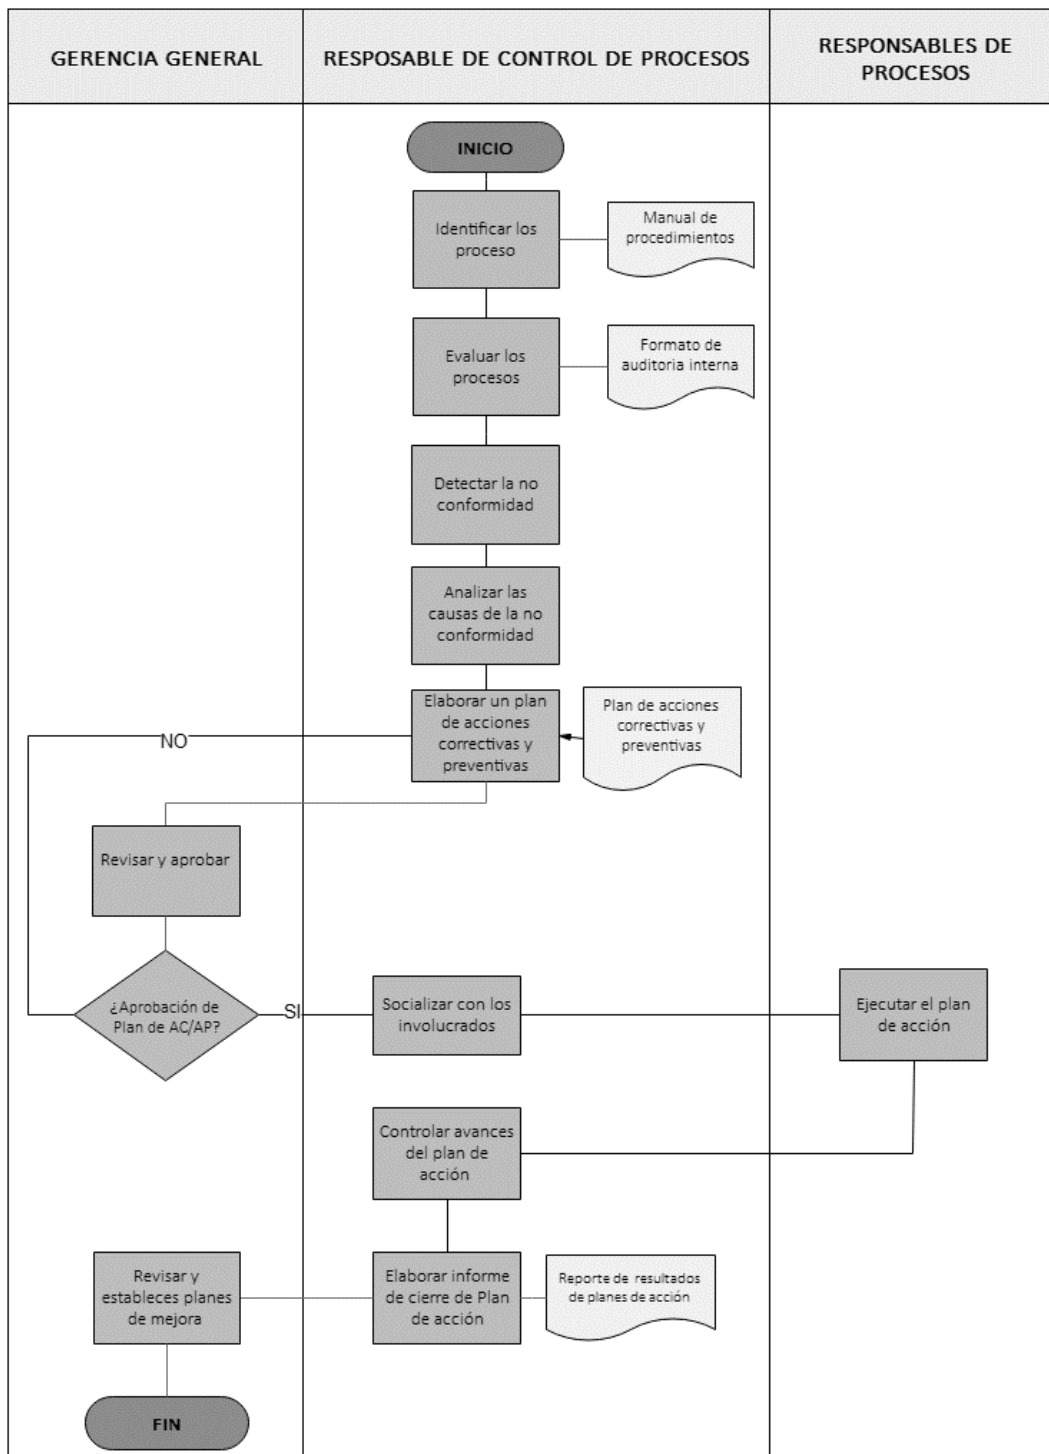 GERENCIA GENERAL
RESPOSABLE DE CONTROL DE PROCESOS
RESPONSABLES DE
PROCESOS
INICIO
Identificar los
proceso
Manual de
procedimientos
Evaluar los
procesos
Formato de
auditoria interna
Detectar la no
conformidad
Analizar las
causas de la no
conformidad
Elaborar un plan
de acciones
correctivas y
preventivas
Plan de acciones
correctivas y
preventivas
NO
Revisar y aprobar
¿Aprobación de
Plan de AC/AP?
SI
Socializar con los
involucrados
Ejecutar el plan
de acción
Controlar avances
del plan de
acción
Elaborar informe
de cierre de Plan
de acción
Reporte de resultados
de planes de acción
Revisar y
estableces planes
de mejora
FIN